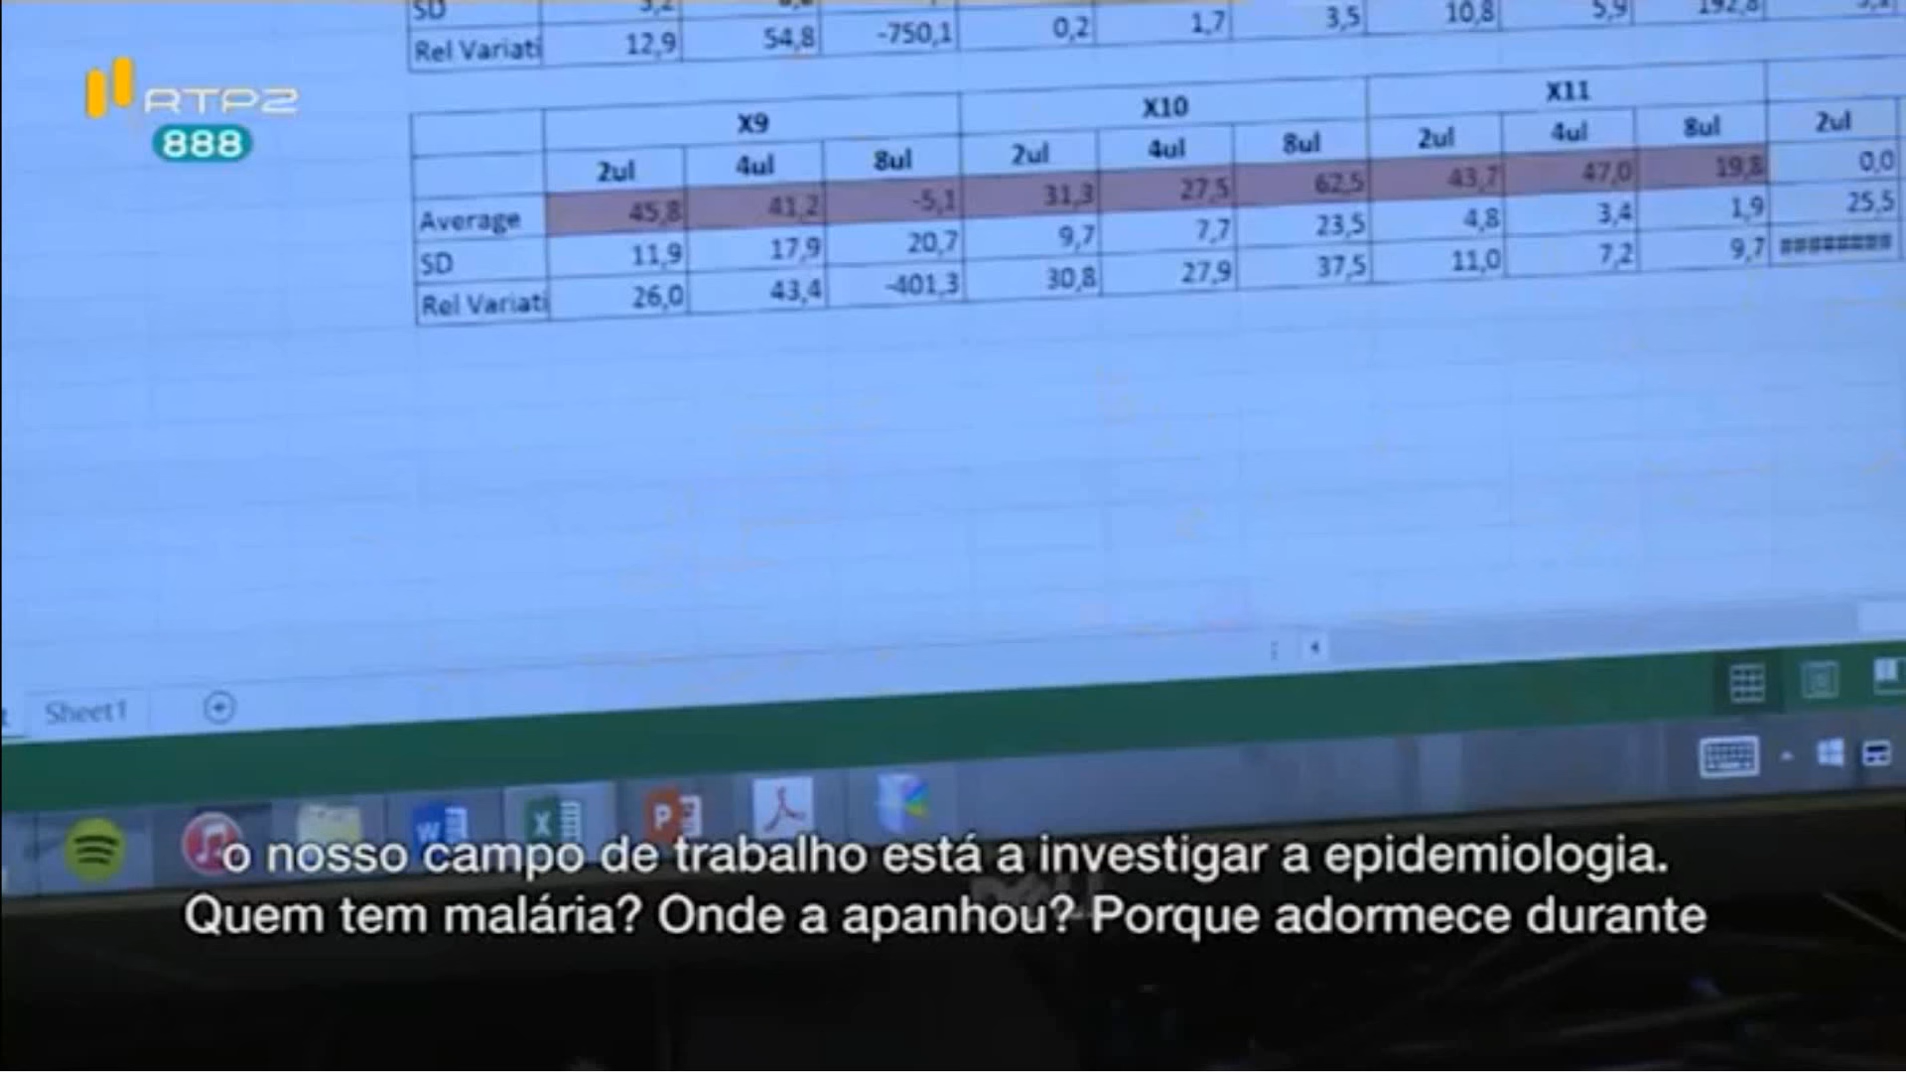 SD 3,2 3,5 10,8 5,9 192,8
Rel Variati 12,9 54,8 -750,1 0,2 1,7
RTP2
888
X9 X10 X11
2ul 4ul 8ul 2ul 4ul 8ul 2ul 4ul 8ul 2ul
Average 45,8 41,2 -5,1 31,3 27,5 62,5 43,7 47,0 19,8 0,0
SD 11,9 17,9 20,7 9,7 7,7 23,5 4,8 3,4 1,9 25,5
Rel Variati 26,0 43,4 -401,3 30,8 27,9 37,5 11,0 7,2 9,7 ########
Sheet1
o nosso campo de trabalho está a investigar a epidemiologia.
Quem tem malária? Onde a apanhou? Porque adormece durante